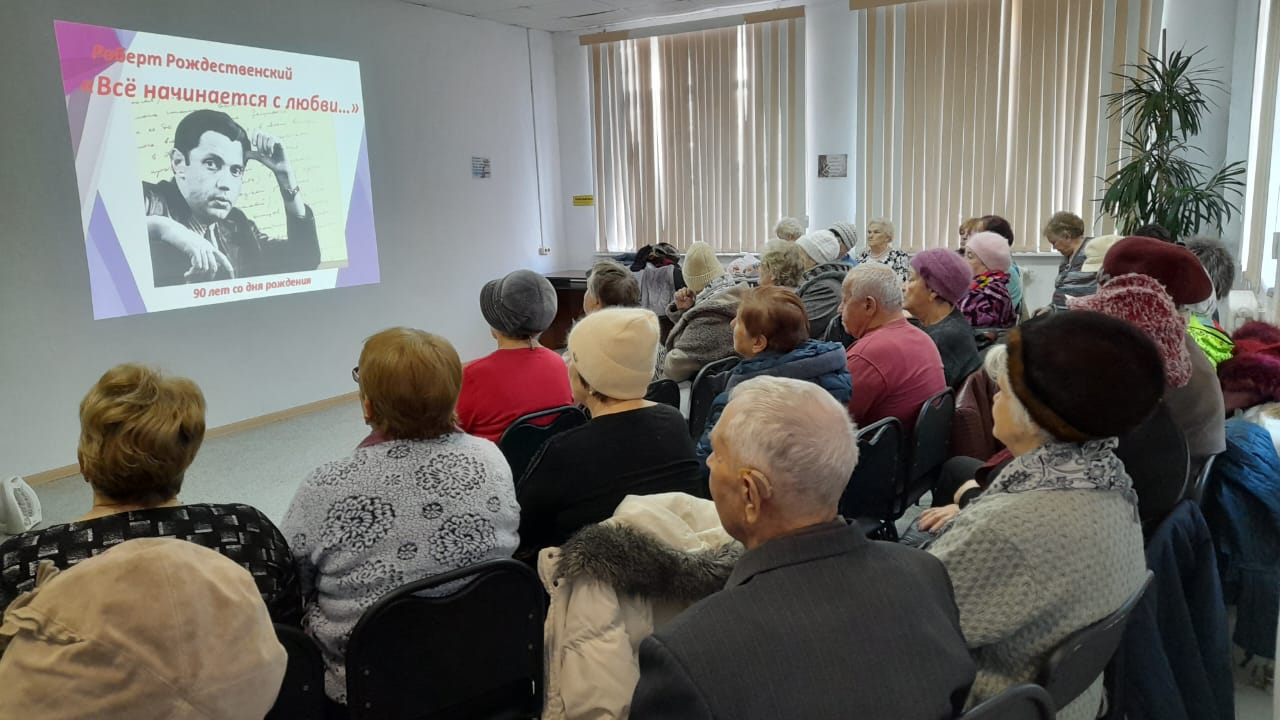 Роберт Рождественский
«Всё начинается с любви...»
90 лет со дня рождения